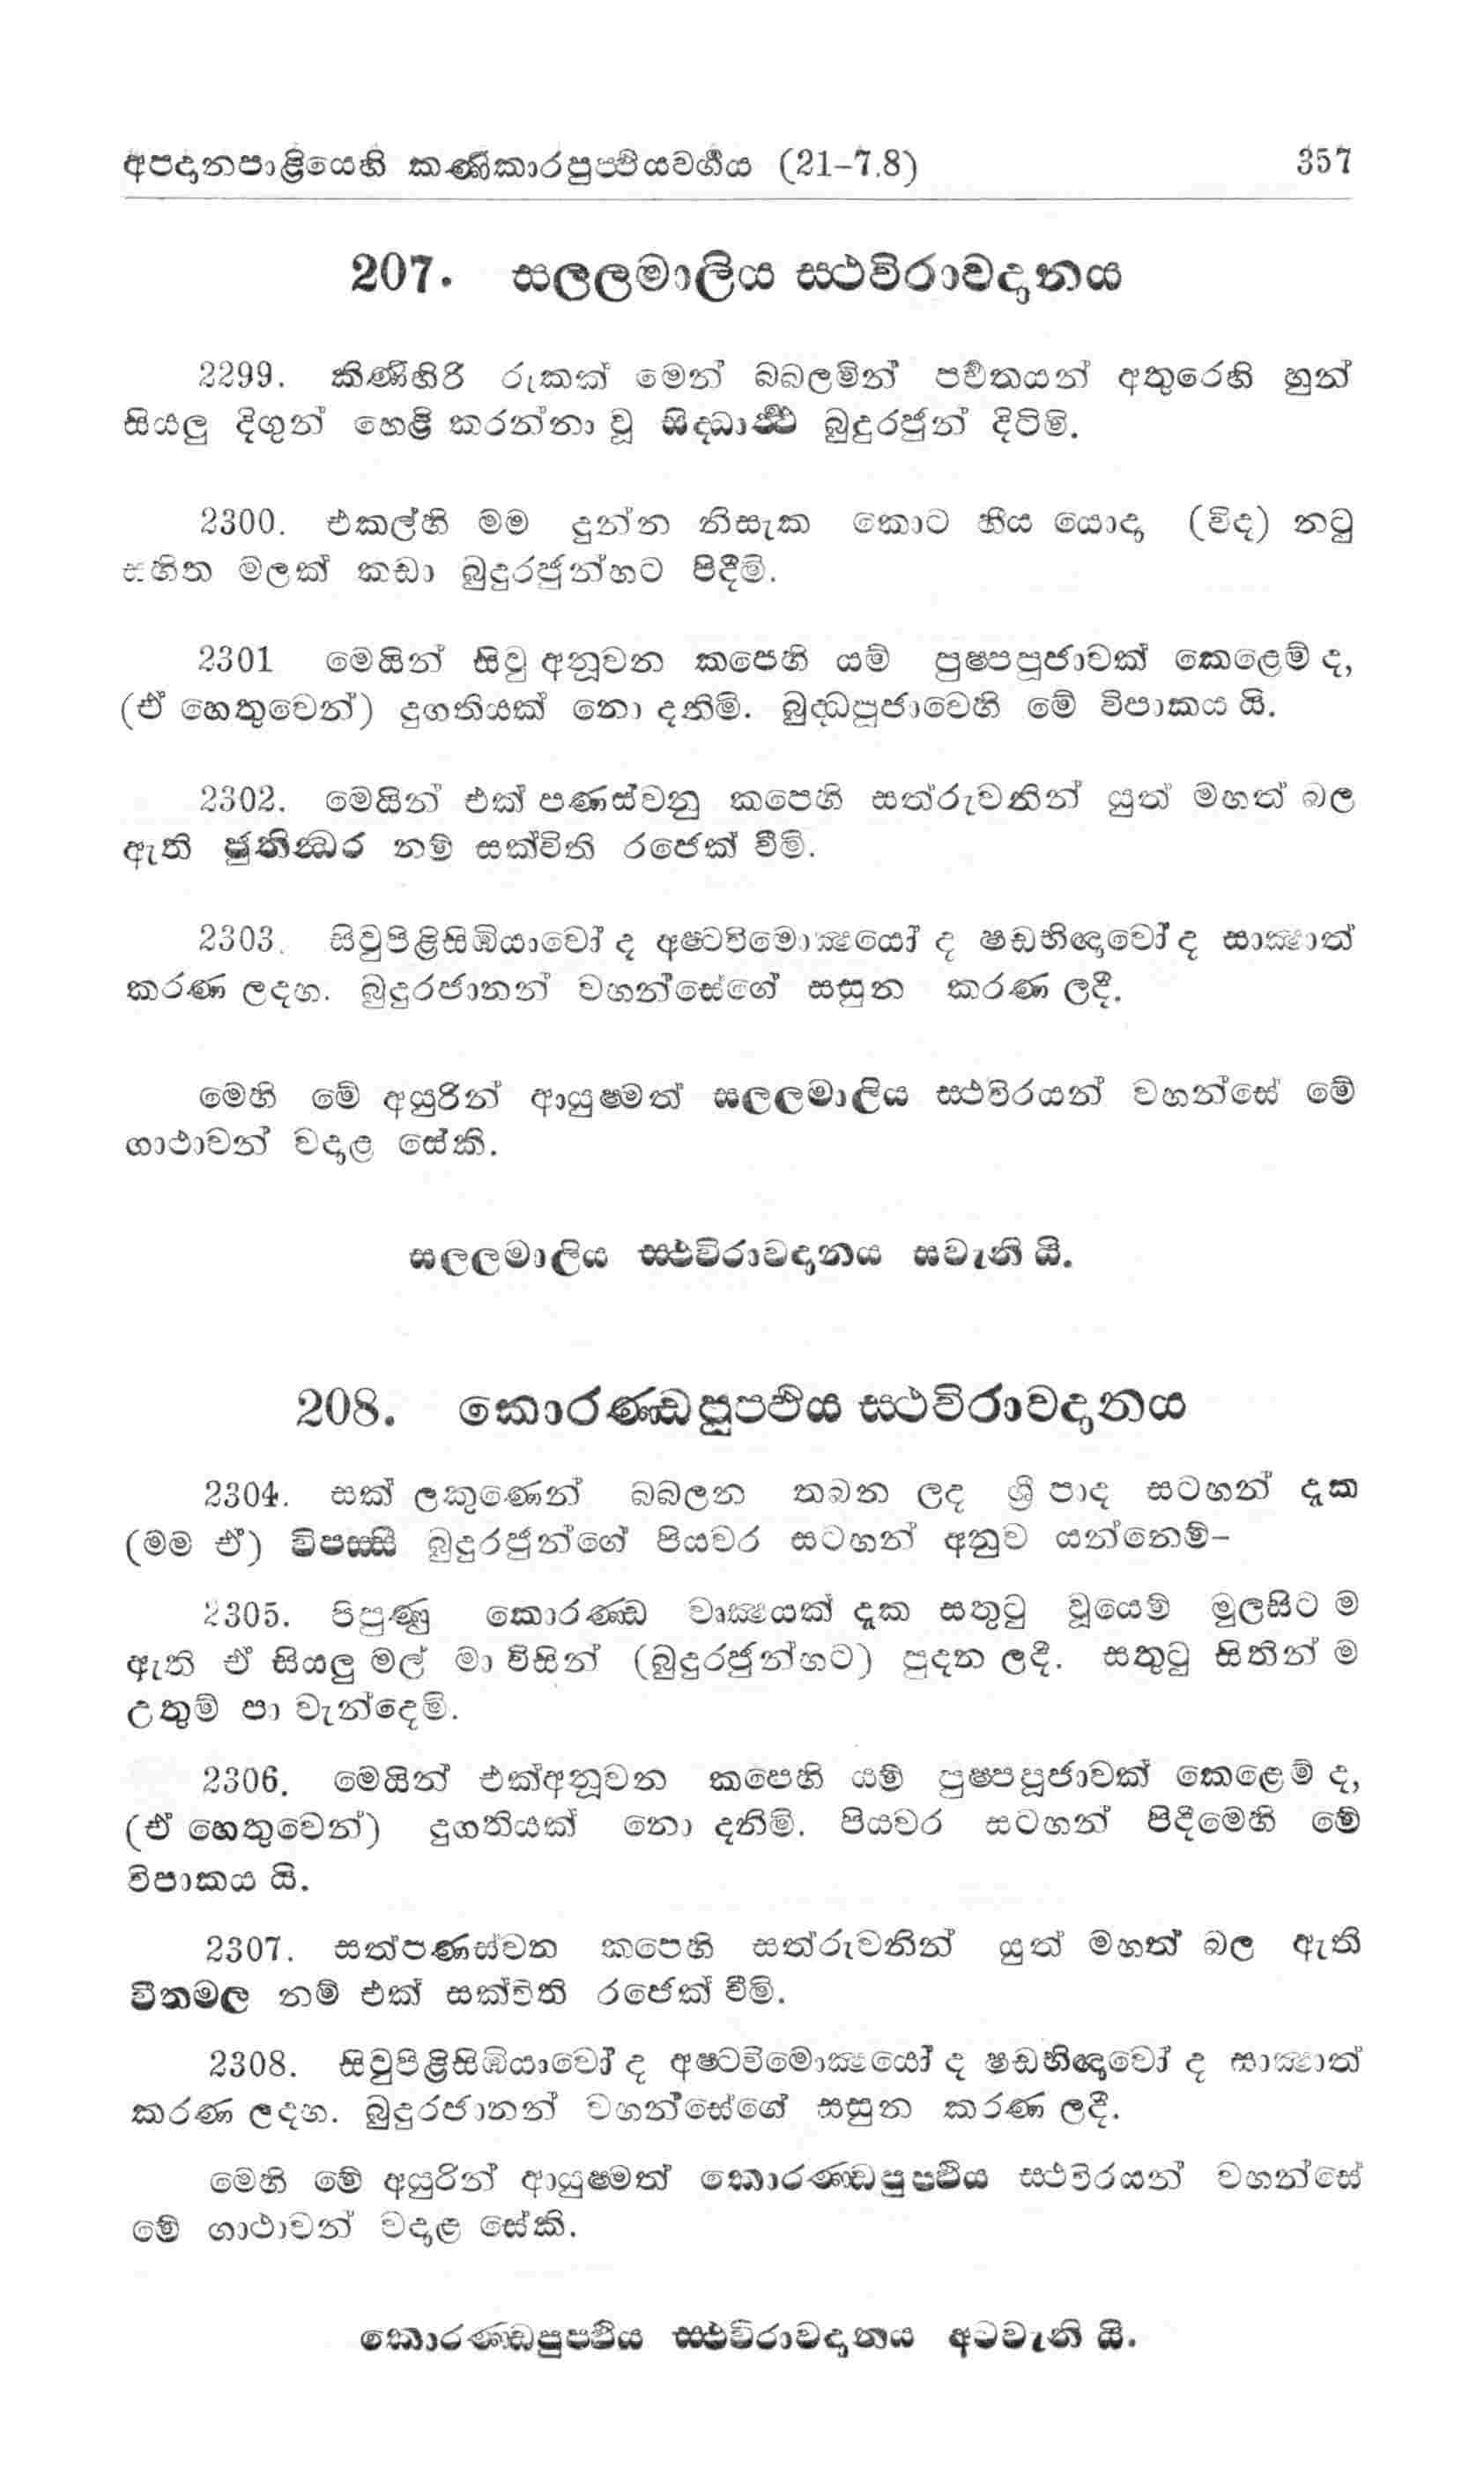 අපදානපාළියෙහි කර්ණිකාරපුප්ඵියවර්ගය (21-7.8) 357
207. සලලමාලිය ස්ථවිරාවදානය
2299. කිණිහිරි රුකක් මෙන් බබලමින් පර්වතයන් අතුරෙහි හුන්
සියලු දිගුන් හෙළි කරන්නා වූ සිද්ධාර්ත්ථ බුදුරජුන් දිටිමි.
2300. එකල්හි මම දුන්න නිසැක කොට හීය යොදා (විද) නටු
සහිත මලක් කඩා බුදුරජුන්හට පිදීමි.
2301 මෙයින් සිවු අනූවන කපෙහි යම් පුෂ්පපූජාවක් කෙළෙම් ද,
(ඒ හෙතුවෙන්) දුගතියක් නො දනිමි. බුද්ධපූජාවෙහි මේ විපාකය යි.
2302. මෙයින් එක් පණස්වනු කපෙහි සත්රුවනින් යුත් මහත් බල
ඇති ජුතින්ධර නම් සක්විති රජෙක් වීමි.
2303. සිවුපිළිසිඹියාවෝ ද අෂ්ටවිමොක්ෂයෝ ද ෂඩභිඥාවෝ ද සාක්ෂාත්
කරණ ලදහ. බුදුරජානන් වහන්සේගේ සසුන කරණ ලදී.
මෙහි මේ අයුරින් ආයුෂ්මත් සලලමාලිය ස්ථවිරයන් වහන්සේ මේ
ගාථාවන් වදාළ සේකි.
සලලමාලිය ස්ථවිරාවදානය සවැනි යි.
208. කොරණ්ඩපුප්ඵිය ස්ථවිරාවදානය
2304. සක් ලකුණෙන් බබලන තබන ලද ශ්‍රී පාද සටහන් දැක
(මම ඒ) විපස්සී බුදුරජුන්ගේ පියවර සටහන් අනුව යන්නෙම්-
2305. පිපුණු කොරණ්ඩ වෘක්ෂයක් දැක සතුටු වූයෙම් මුලසිට ම
ඇති ඒ සියලු මල් මා විසින් (බුදුරජුන්හට) පුදන ලදී. සතුටු සිතින් ම
උතුම් පා වැන්දෙමි.
2306. මෙයින් එක්අනූවන කපෙහි යම් පුෂ්පපූජාවක් කෙළෙම් ද,
(ඒ හෙතුවෙන්) දුගතියක් නො දනිමි. පියවර සටහන් පිදීමෙහි මේ
විපාකය යි.
2307. සත්පණස්වන කපෙහි සත්රුවනින් යුත් මහත් බල ඇති
වීතමල නම් එක් සක්විති රජෙක් වීමි.
2308. සිවුපිළිසිඹියාවෝ ද අෂ්ටවිමොක්ෂයෝ ද ෂඩභිඥාවෝ ද සාක්ෂාත්
කරණ ලදහ. බුදුරජානන් වහන්සේගේ සසුන කරණ ලදී.
මෙහි මේ අයුරින් ආයුෂ්මත් කොරණ්ඩපුප්ඵිය ස්ථවිරයන් වහන්සේ
මේ ගාථාවන් වදාළ සේකි.
කොරණ්ඩපුප්ඵිය ස්ථවිරාවදානය අටවැනි යි.